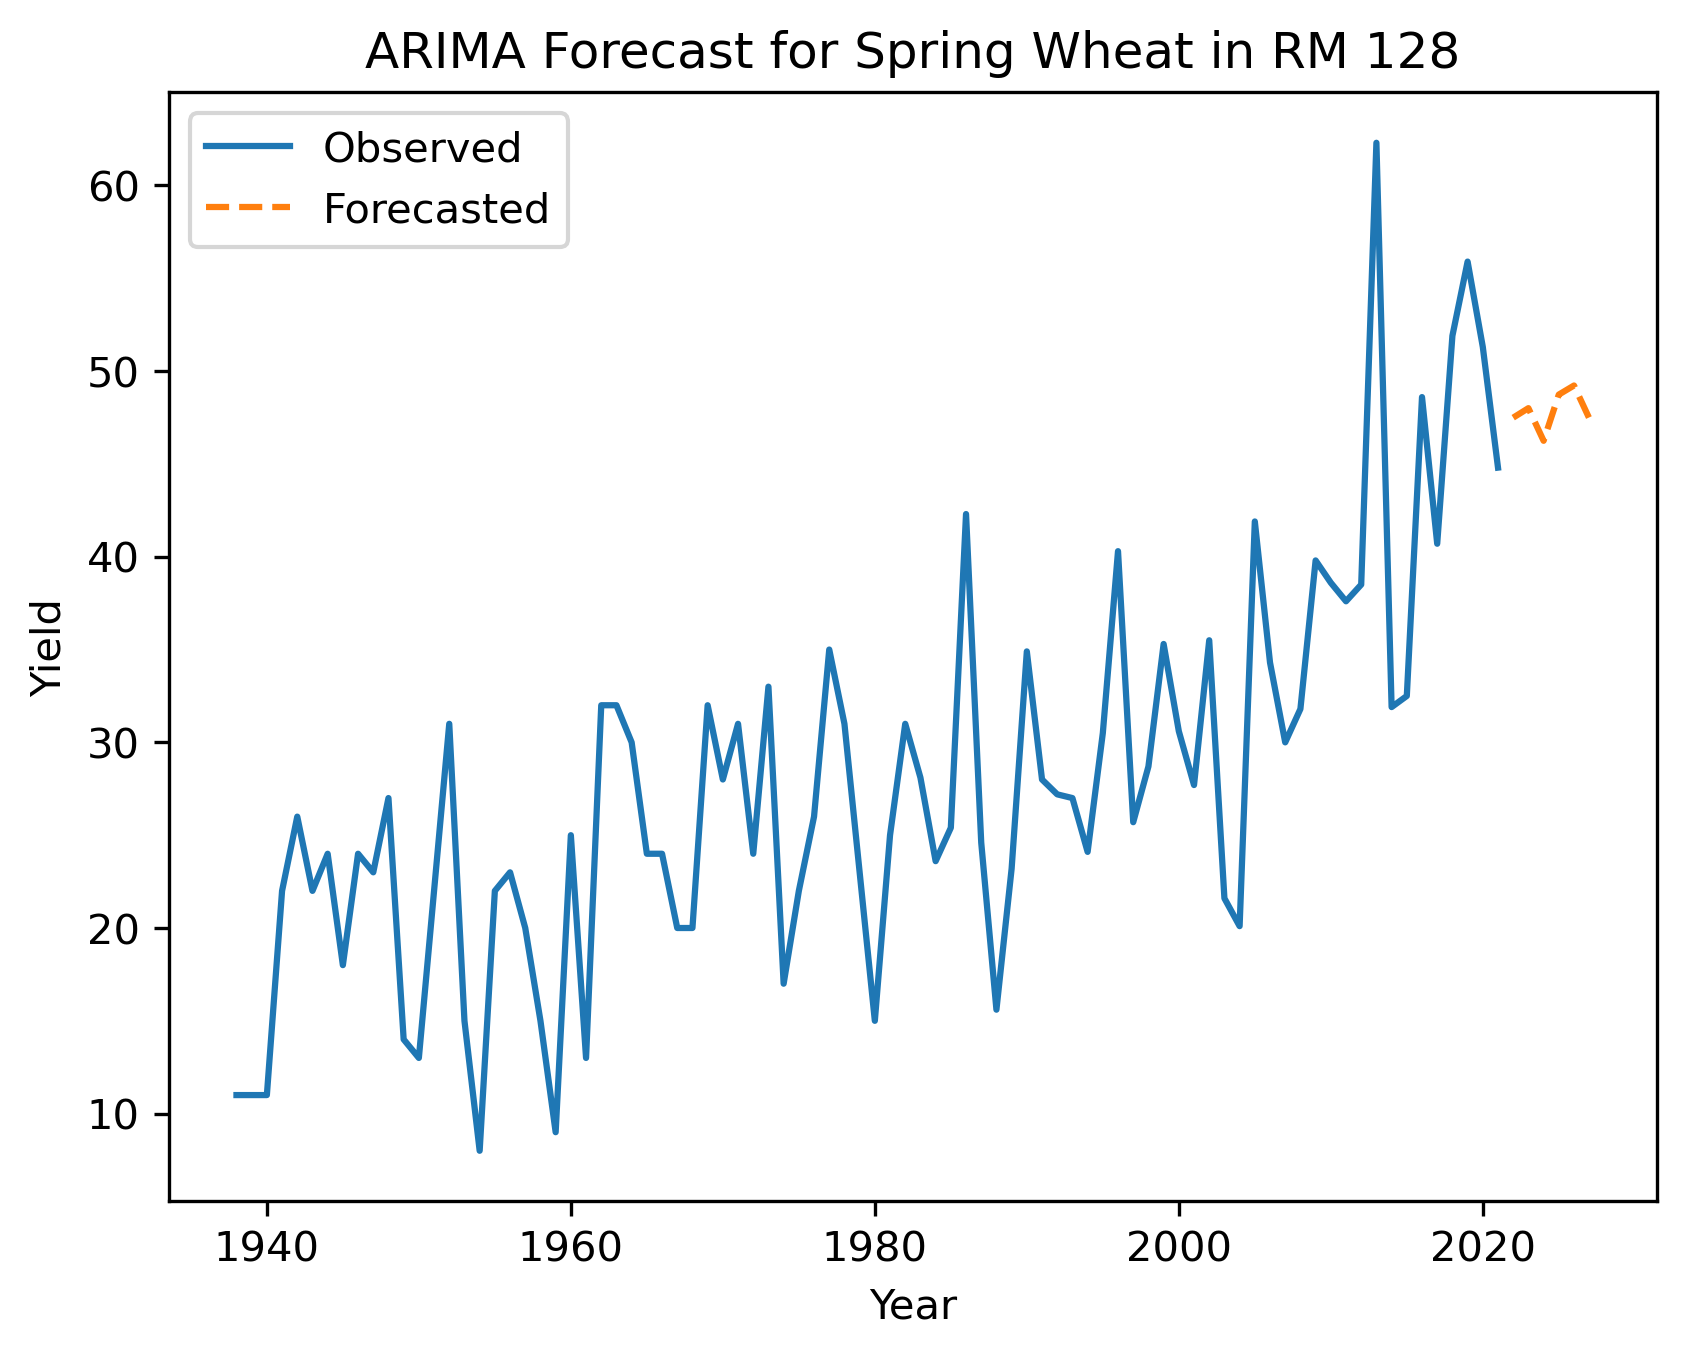 ARIMA Forecast for Spring Wheat in RM 128
Observed
Forecasted
60
50
40
30
20
10
Yield
1940 1960 1980 2000 2020
Year